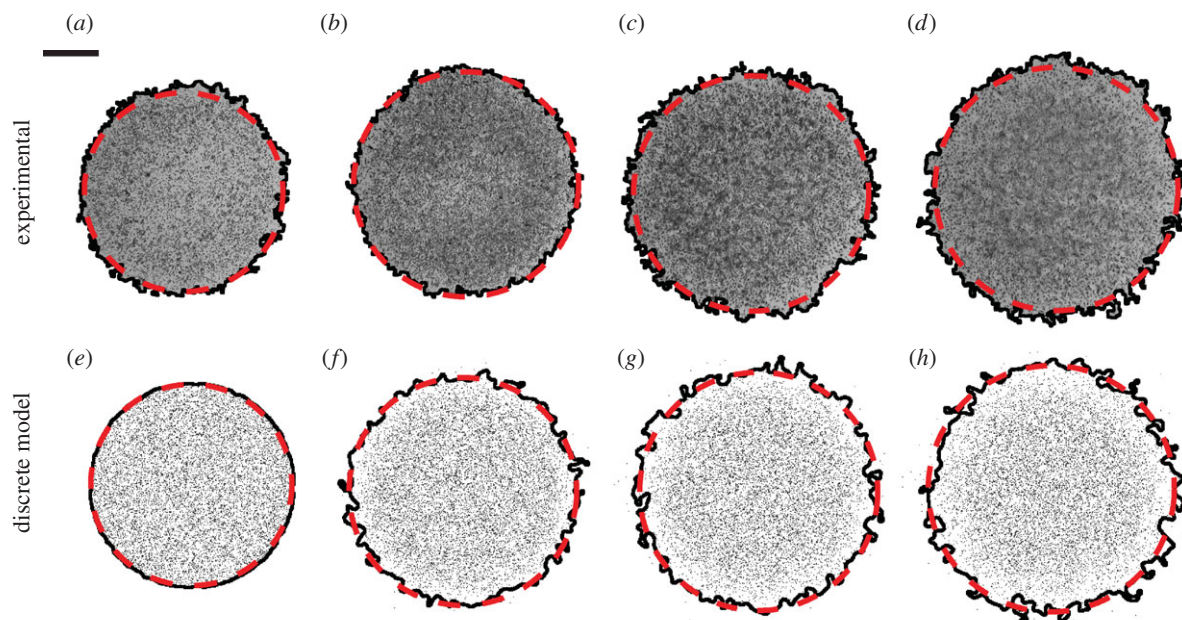 (a) (b) (c) (d)
experimental
(e) (f) (g) (h)
discrete model